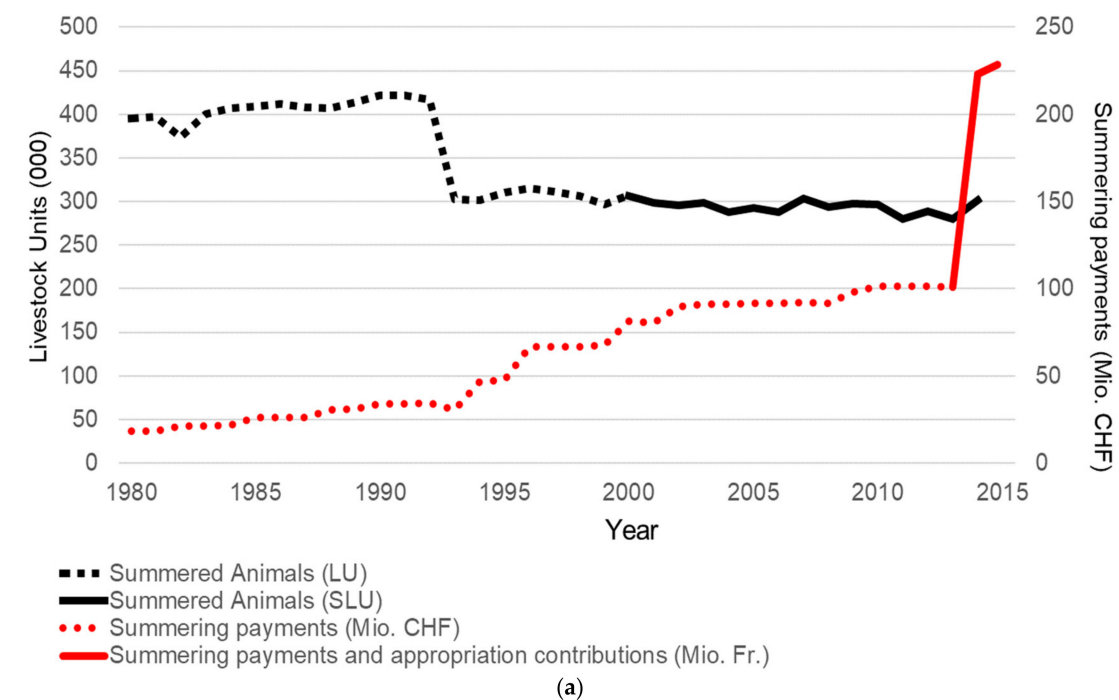 500
450
400
350
300
250
200
150
100
50
0
Livestock Units (000)
250
200
150
100
50
0
Summering payments (Mio. CHF)
1980 1985 1990 1995 2000 2005 2010 2015
Year
Summered Animals (LU)
Summered Animals (SLU)
Summering payments (Mio. CHF)
Summering payments and appropriation contributions (Mio. Fr.)
(a)